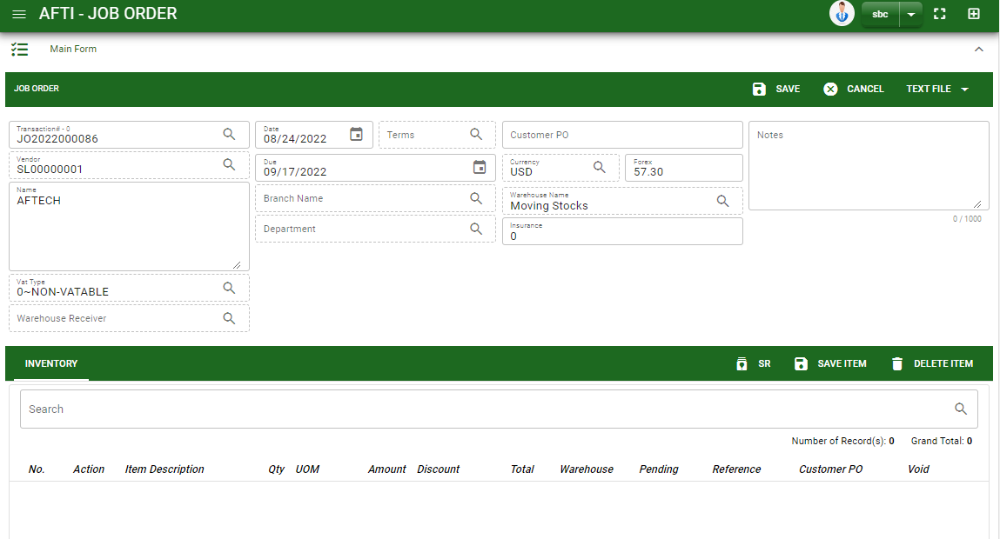 AFTI - JOB ORDER
sbc
Main Form
JOB ORDER
SAVE
CANCEL
TEXT FILE
Transaction# - 0
JO2022000086
Date
08/24/2022
Terms
Customer PO
Notes
Vendor
SL00000001
Due
09/17/2022
Currency
USD
Forex
57.30
Name
AFTECH
Branch Name
Warehouse Name
Moving Stocks
0 / 1000
Department
Insurance
0
Vat Type
0~NON-VATABLE
Warehouse Receiver
INVENTORY
SR
SAVE ITEM
DELETE ITEM
Search
Number of Record(s): 0 Grand Total: 0
No. Action Item Description Qty UOM Amount Discount Total Warehouse Pending Reference Customer PO Void